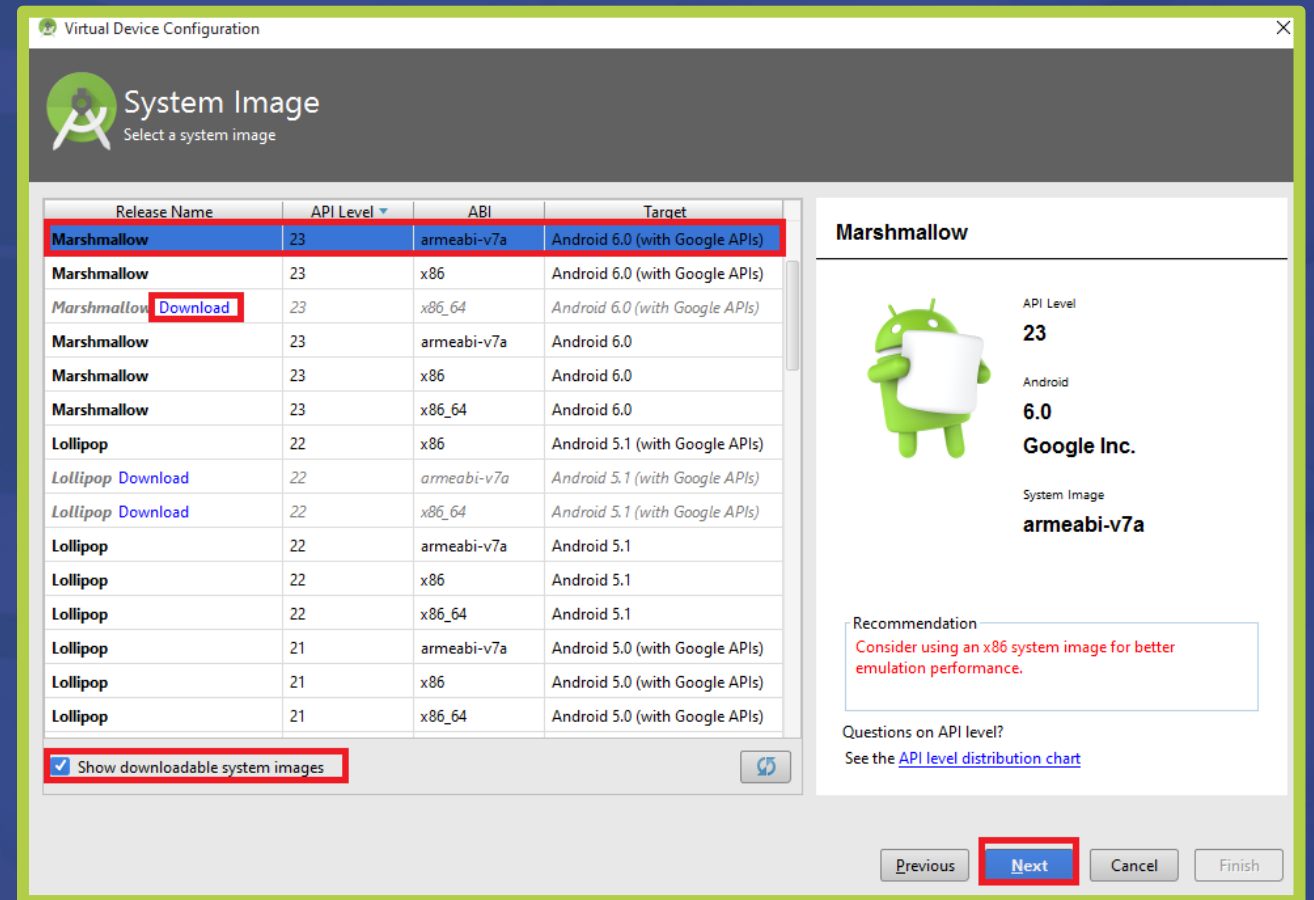 Virtual Device Configuration
System Image
Select a system image
Release Name API Level ABI Target
Marshmallow 23 armeabi-v7a Android 6.0 (with Google APIs)
Marshmallow 23 x86 Android 6.0 (with Google APIs)
Marshmallow Download 23 x86_64 Android 6.0 (with Google APIs)
Marshmallow 23 armeabi-v7a Android 6.0
Marshmallow 23 x86 Android 6.0
Marshmallow 23 x86_64 Android 6.0
Lollipop 22 x86 Android 5.1 (with Google APIs)
Lollipop Download 22 armeabi-v7a Android 5.1 (with Google APIs)
Lollipop Download 22 x86_64 Android 5.1 (with Google APIs)
Lollipop 22 armeabi-v7a Android 5.1
Lollipop 22 x86 Android 5.1
Lollipop 22 x86_64 Android 5.1
Lollipop 21 armeabi-v7a Android 5.0 (with Google APIs)
Lollipop 21 x86 Android 5.0 (with Google APIs)
Lollipop 21 x86_64 Android 5.0 (with Google APIs)
Show downloadable system images
Marshmallow
API Level
23
Android
6.0
Google Inc.
System Image
armeabi-v7a
Recommendation
Consider using an x86 system image for better
emulation performance.
Questions on API level?
See the API level distribution chart
Previous Next Cancel Finish